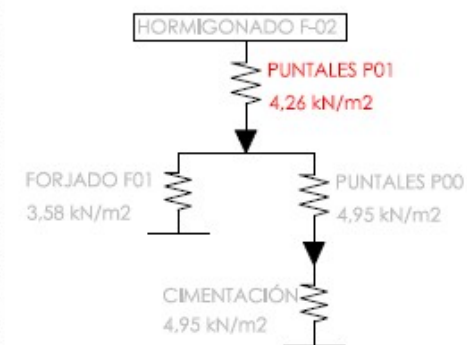 HORMIGONADO F-02
PUNTALES P01
4,26 kN/m2
FORJADO F01
3,58 kN/m2
PUNTALES P00
4,95 kN/m2
CIMENTACIÓN
4,95 kN/m2